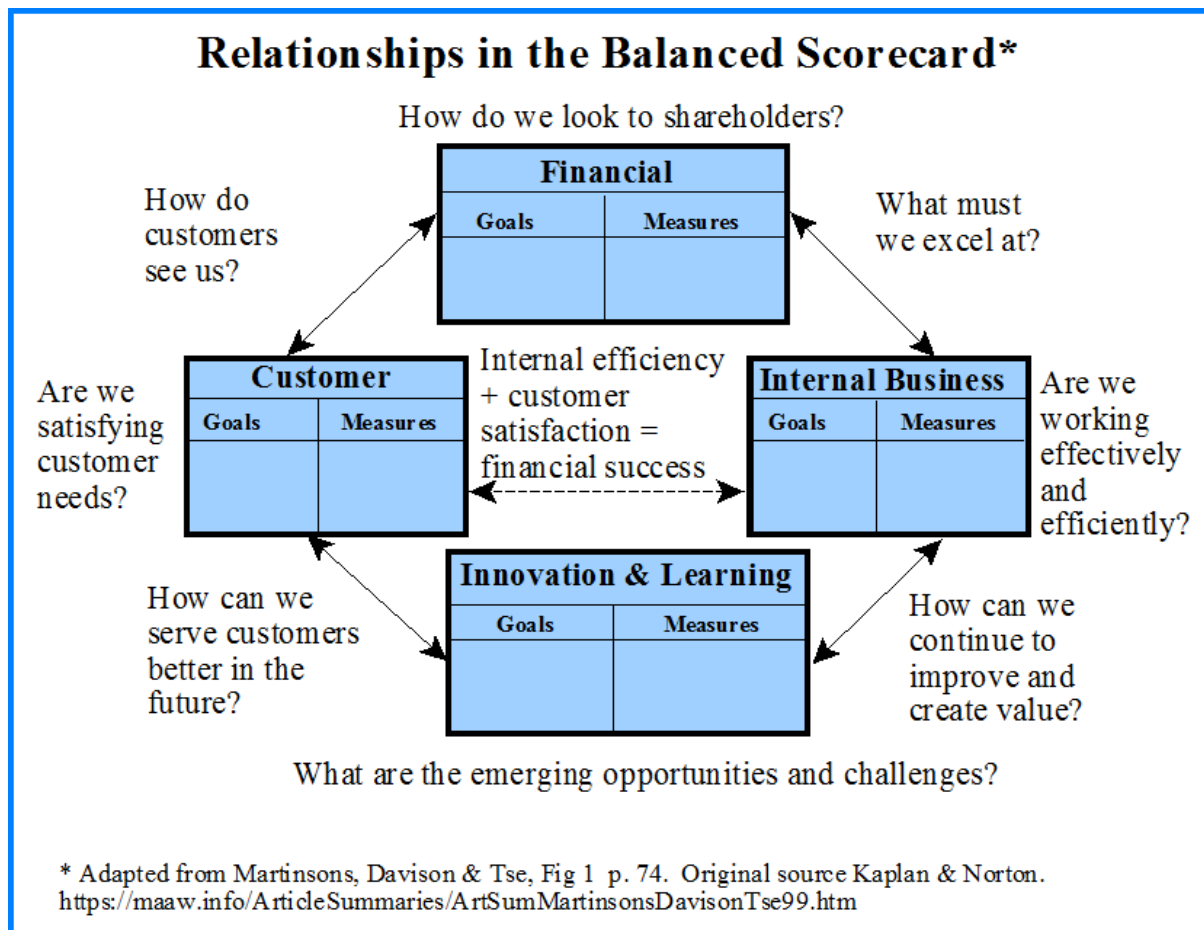 Relationships in the Balanced Scorecard*
How do we look to shareholders?
Financial
Goals
Measures
How do
customers
see us?
What must
we excel at?
Customer
Goals
Measures
Are we
satisfying
customer
needs?
Internal efficiency
+ customer
satisfaction =
financial success
Internal Business
Goals
Measures
Are we
working
effectively
and
efficiently?
Innovation & Learning
Goals
Measures
How can we
serve customers
better in the
future?
How can we
continue to
improve and
create value?
What are the emerging opportunities and challenges?
* Adapted from Martinsons, Davison & Tse, Fig 1 p. 74. Original source Kaplan & Norton.
https://maaw.info/ArticleSummaries/ArtSumMartinsonsDavisonTse99.htm